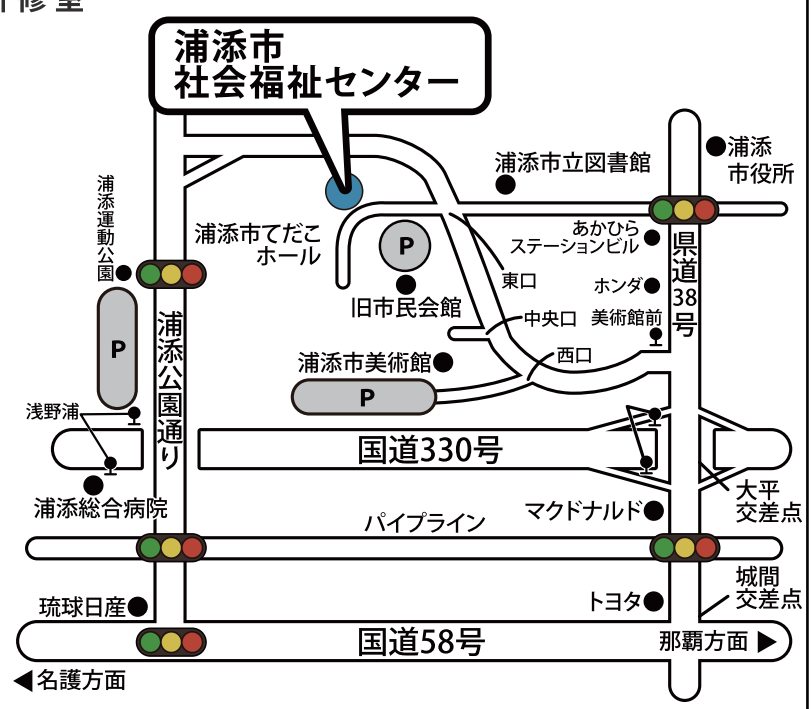 修室
浦添市
社会福祉センター
浦添
市役所
浦添市立図書館
浦添運動公園
浦添市てだこ
ホール
P
あかひら
ステーションビル
県道38号
東口
ホンダ
旧市民会館
中央口
美術館前
浦添公園通り
P
浦添市美術館
西口
P
浅野浦
国道330号
大平
交差点
浦添総合病院
マクドナルド
パイプライン
城間
交差点
琉球日産
トヨタ
国道58号
那覇方面 ▶
◀名護方面